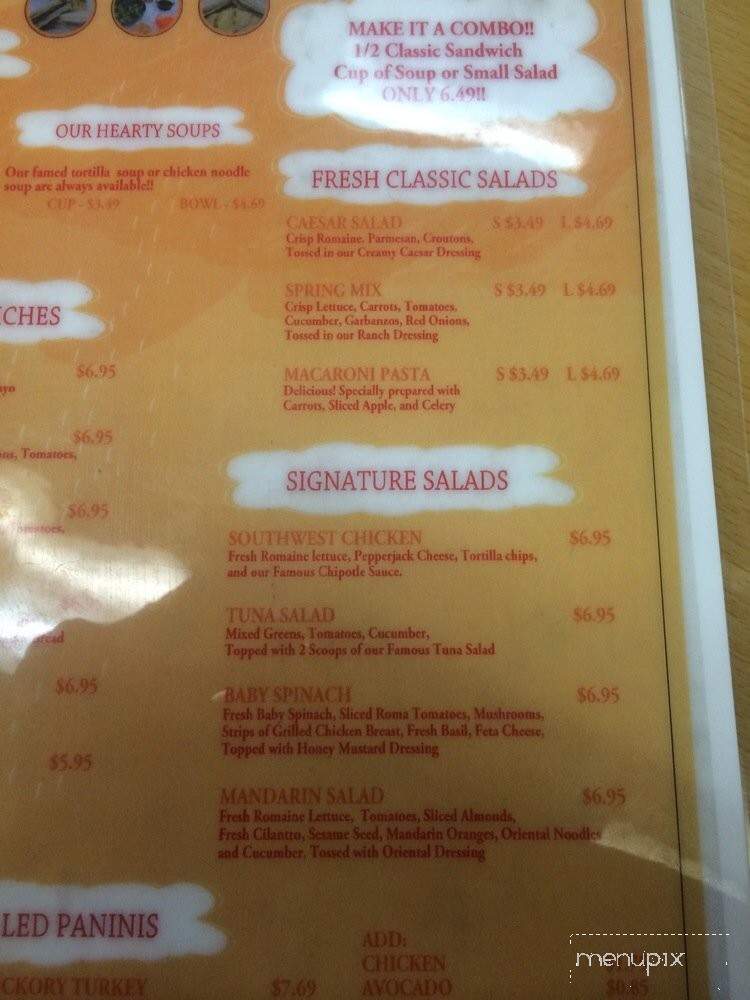 MAKE IT A COMBO!!
1/2 Classic Sandwich
Cup of Soup or Small Salad
ONLY 6.49!!
OUR HEARTY SOUPS
Our famed tortilla soup or chicken noodle
soup are always available!!
CUP - $3.49 BOWL - $4.69
FRESH CLASSIC SALADS
CAESAR SALAD S $3.49 L $4.69
Crisp Romaine, Parmesan, Croutons,
Tossed in our Creamy Caesar Dressing
SPRING MIX S $3.49 L $4.69
Crisp Lettuce, Carrots, Tomatoes,
Cucumber, Garbanzos, Red Onions,
Tossed in our Ranch Dressing
MACARONI PASTA S $3.49 L $4.69
Delicious! Specially prepared with
Carrots, Sliced Apple, and Celery
ICHES
$6.95
ayo
$6.95
ons, Tomatoes,
$6.95
omatoes,
Bread
$6.95
$5.95
SIGNATURE SALADS
SOUTHWEST CHICKEN $6.95
Fresh Romaine lettuce, Pepperjack Cheese, Tortilla chips,
and our Famous Chipotle Sauce.
TUNA SALAD $6.95
Mixed Greens, Tomatoes, Cucumber,
Topped with 2 Scoops of our Famous Tuna Salad
BABY SPINACH $6.95
Fresh Baby Spinach, Sliced Roma Tomatoes, Mushrooms,
Strips of Grilled Chicken Breast, Fresh Basil, Feta Cheese,
Topped with Honey Mustard Dressing
MANDARIN SALAD $6.95
Fresh Romaine Lettuce, Tomatoes, Sliced Almonds,
Fresh Cilantro, Sesame Seed, Mandarin Oranges, Oriental Noodles
and Cucumber. Tossed with Oriental Dressing
LED PANINIS
CKORY TURKEY $7.69
ADD:
CHICKEN
AVOCADO $0.85
menupix